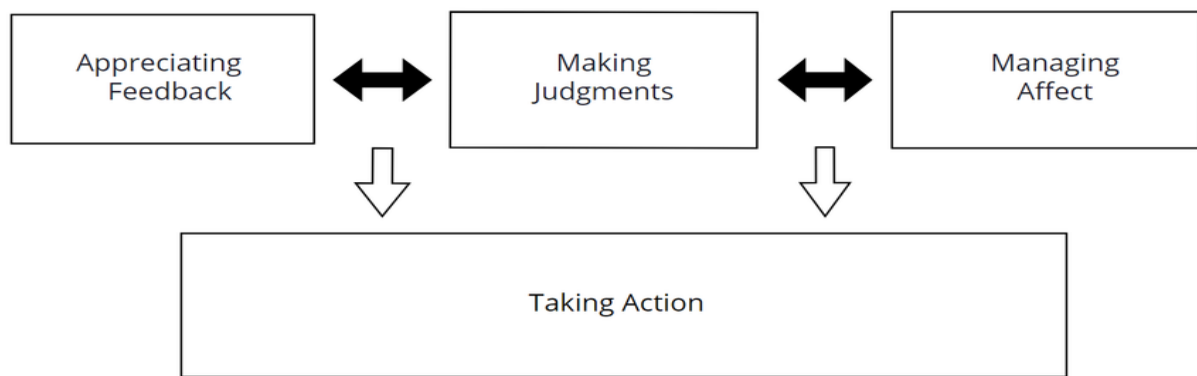 Appreciating
Feedback
Making
Judgments
Managing
Affect
Taking Action